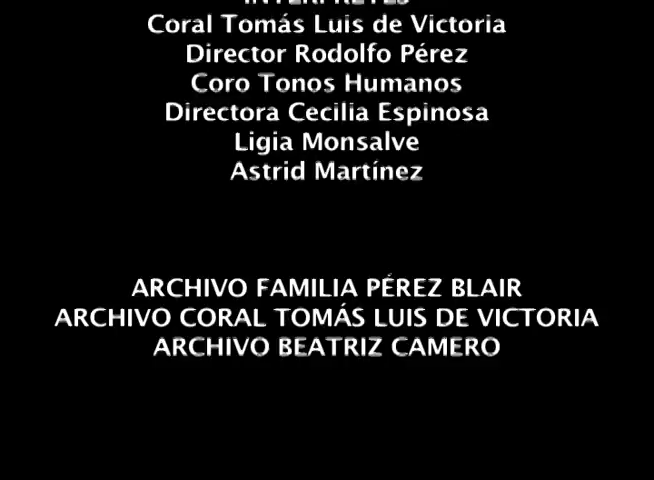 INTÉRPRETES
Coral Tomás Luis de Victoria
Director Rodolfo Pérez
Coro Tonos Humanos
Directora Cecilia Espinosa
Ligia Monsalve
Astrid Martínez
ARCHIVO FAMILIA PÉREZ BLAIR
ARCHIVO CORAL TOMÁS LUIS DE VICTORIA
ARCHIVO BEATRIZ CAMERO